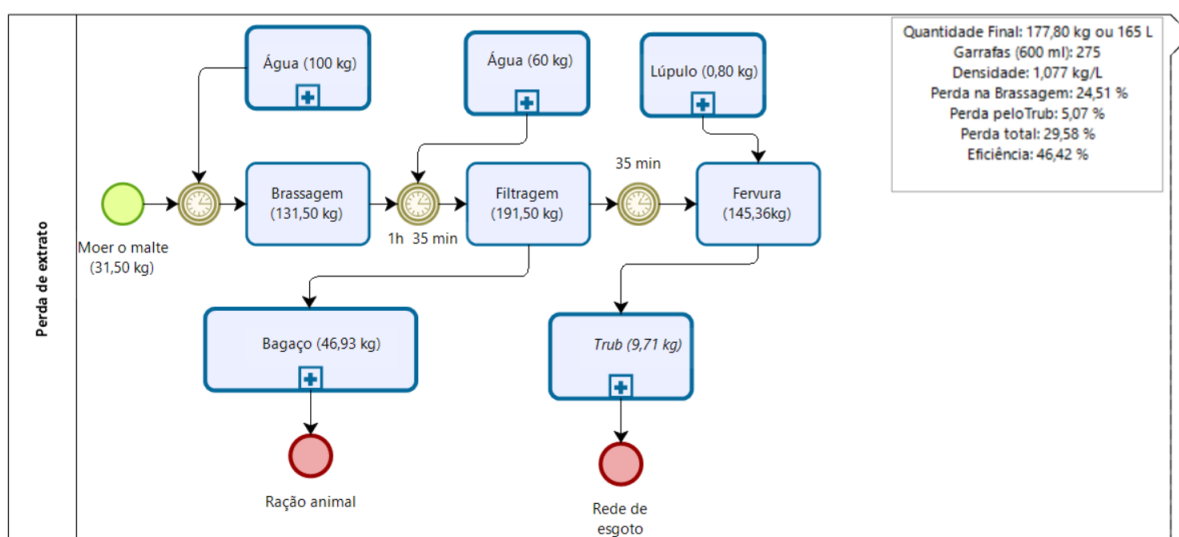 Perda de extrato
Água (100 kg)
Água (60 kg)
Lúpulo (0,80 kg)
Quantidade Final: 177,80 kg ou 165 L
Garrafas (600 ml): 275
Densidade: 1,077 kg/L
Perda na Brassagem: 24,51 %
Perda peloTrub: 5,07 %
Perda total: 29,58 %
Eficiência: 46,42 %
Moer o malte
(31,50 kg)
Brassagem
(131,50 kg)
1h 35 min
Filtragem
(191,50 kg)
35 min
Fervura
(145,36kg)
Bagaço (46,93 kg)
Trub (9,71 kg)
Ração animal
Rede de
esgoto